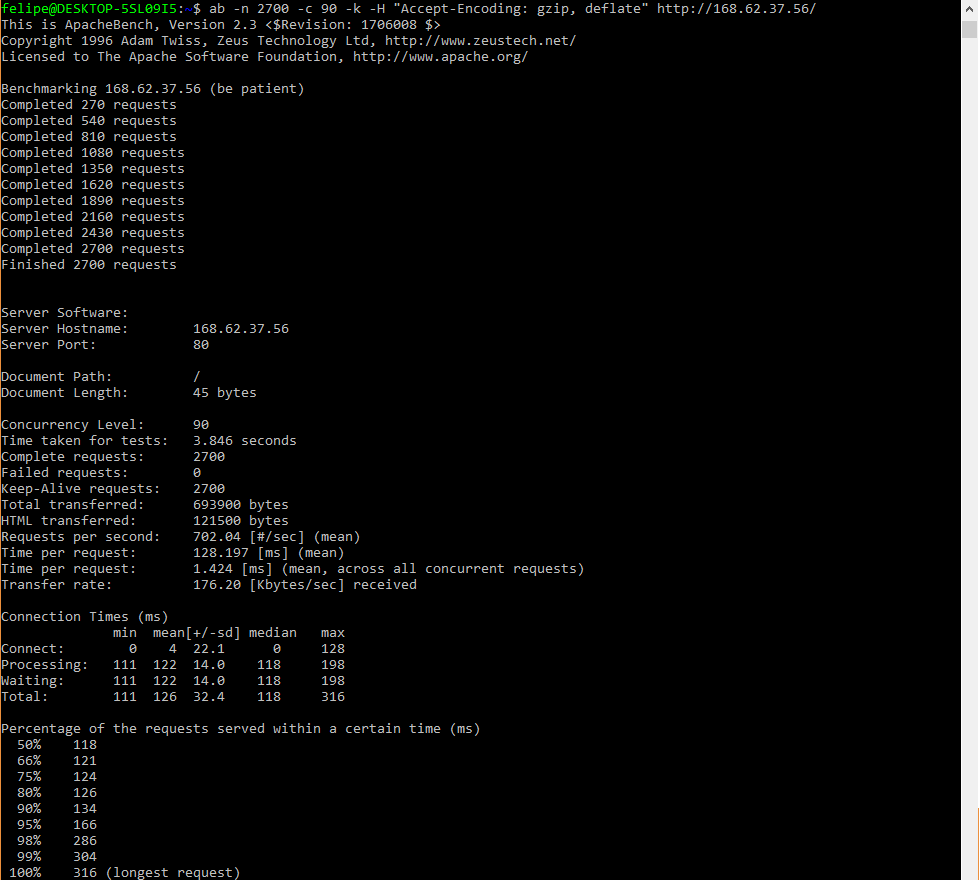 felipe@DESKTOP-5SL09I5:~$ ab -n 2700 -c 90 -k -H "Accept-Encoding: gzip, deflate" http://168.62.37.56/
This is ApacheBench, Version 2.3 <$Revision: 1706008 $>
Copyright 1996 Adam Twiss, Zeus Technology Ltd, http://www.zeustech.net/
Licensed to The Apache Software Foundation, http://www.apache.org/

Benchmarking 168.62.37.56 (be patient)
Completed 270 requests
Completed 540 requests
Completed 810 requests
Completed 1080 requests
Completed 1350 requests
Completed 1620 requests
Completed 1890 requests
Completed 2160 requests
Completed 2430 requests
Completed 2700 requests
Finished 2700 requests


Server Software:
Server Hostname:        168.62.37.56
Server Port:            80

Document Path:          /
Document Length:        45 bytes

Concurrency Level:      90
Time taken for tests:   3.846 seconds
Complete requests:      2700
Failed requests:        0
Keep-Alive requests:    2700
Total transferred:      693900 bytes
HTML transferred:       121500 bytes
Requests per second:    702.04 [#/sec] (mean)
Time per request:       128.197 [ms] (mean)
Time per request:       1.424 [ms] (mean, across all concurrent requests)
Transfer rate:          176.20 [Kbytes/sec] received

Connection Times (ms)
              min  mean[+/-sd] median   max
Connect:        0    4  22.1      0     128
Processing:   111  122  14.0    118     198
Waiting:      111  122  14.0    118     198
Total:        111  126  32.4    118     316

Percentage of the requests served within a certain time (ms)
  50%    118
  66%    121
  75%    124
  80%    126
  90%    134
  95%    166
  98%    286
  99%    304
 100%    316 (longest request)